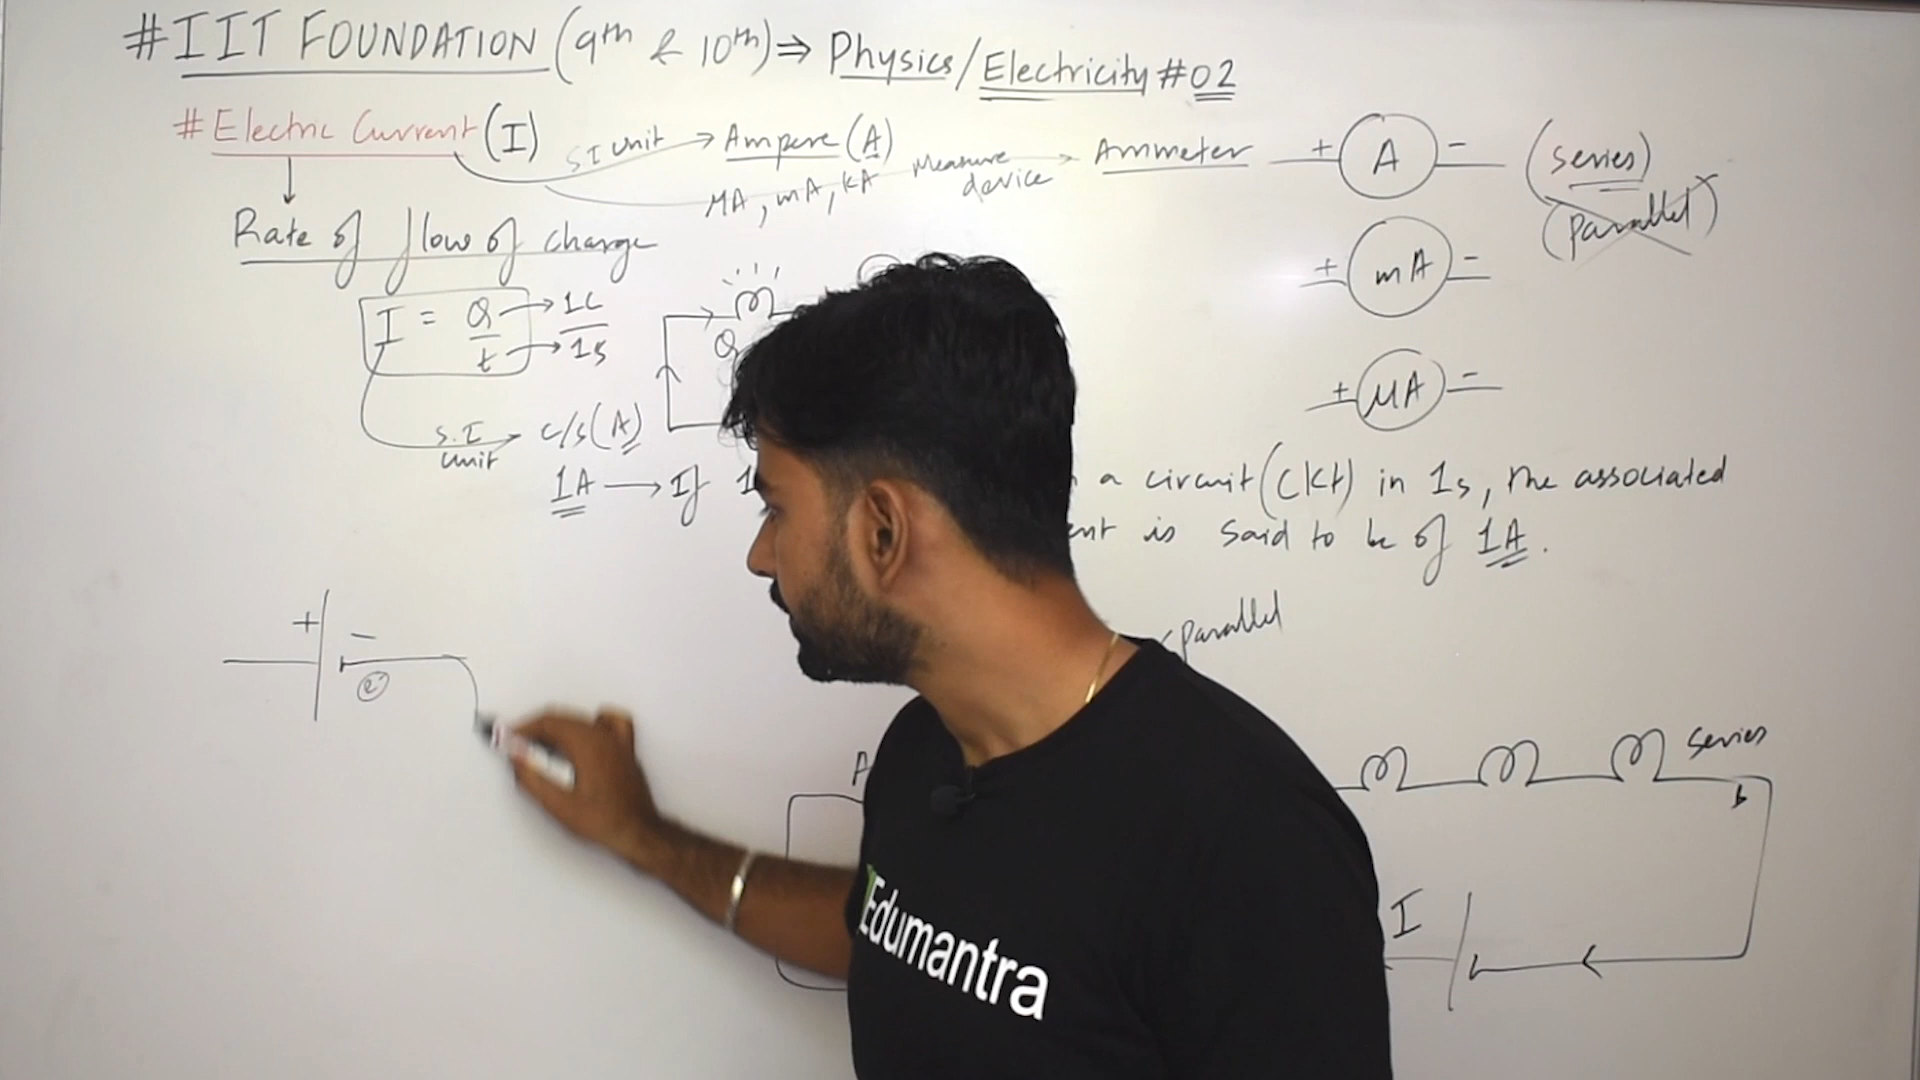 #IIT FOUNDATION (9th & 10th) ⇒ Physics/Electricity #02
#Electric Current (I) SI unit → Ampere (A)
μA, mA, kA
Measure device → Ammeter + A - (series)
(Parallel)
Rate of flow of charge
+ mA -
I = Q/t → 1C
→ 1s
Q
+ μA -
S.I unit → C/s (A)
1A → If 1 a circuit (ckt) in 1s, the associated
is said to be of 1A.
+ -
e-
Parallel
A series
I
Edumantra